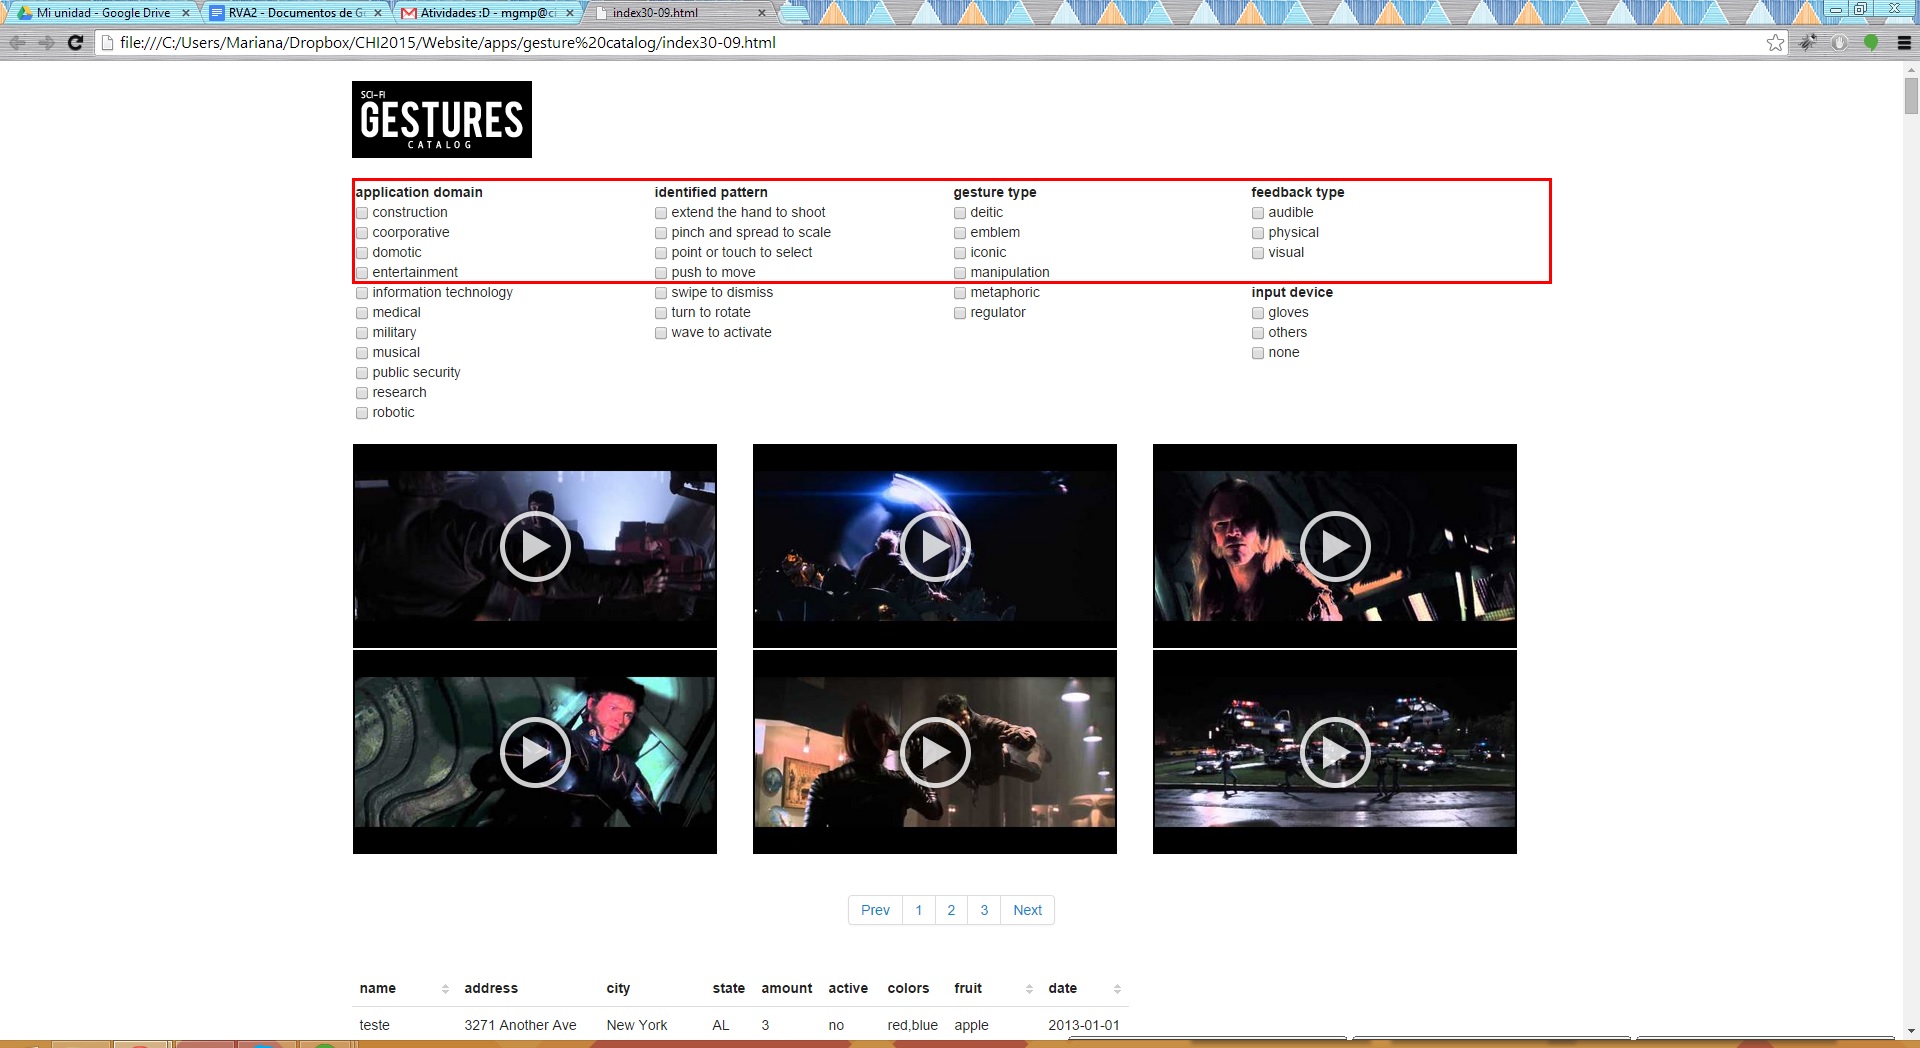 Mi unidad - Google Drive
RVA2 - Documentos de G
Atividades :D - mgmp@ci
index30-09.html
file:///C:/Users/Mariana/Dropbox/CHI2015/Website/apps/gesture%20catalog/index30-09.html
SCI-FI
GESTURES
CATALOG
application domain
construction
coorporative
domotic
entertainment
information technology
medical
military
musical
public security
research
robotic
identified pattern
extend the hand to shoot
pinch and spread to scale
point or touch to select
push to move
swipe to dismiss
turn to rotate
wave to activate
gesture type
deitic
emblem
iconic
manipulation
metaphoric
regulator
feedback type
audible
physical
visual
input device
gloves
others
none
Prev 1 2 3 Next
name address city state amount active colors fruit date
teste 3271 Another Ave New York AL 3 no red,blue apple 2013-01-01